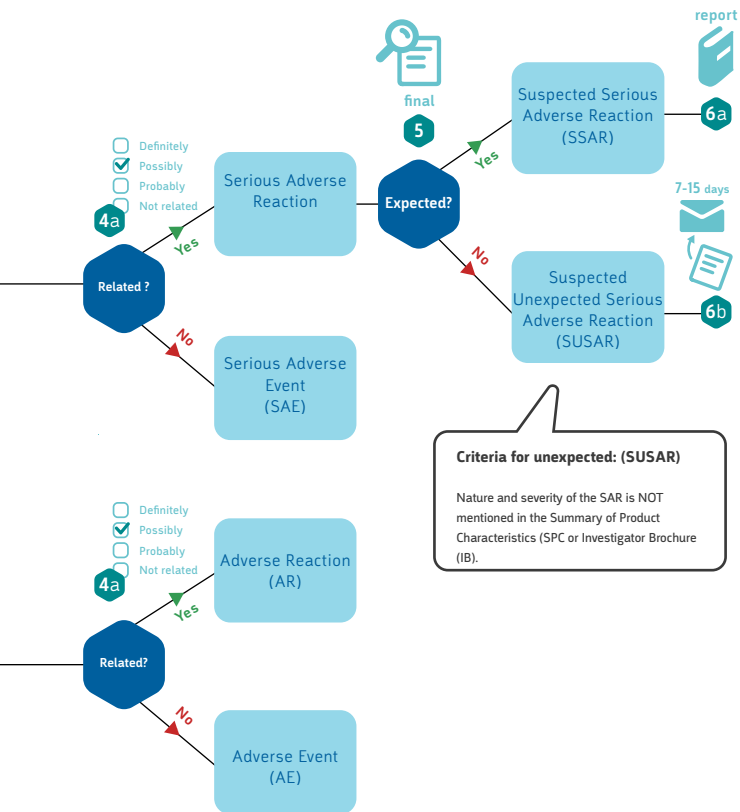 report
final
5
Suspected Serious
Adverse Reaction
(SSAR)
6a
Definitely
Possibly
Probably
Not related
4a
Yes
Serious Adverse
Reaction
Expected?
Yes
No
7-15 days
Related ?
No
Suspected
Unexpected Serious
Adverse Reaction
(SUSAR)
6b
Serious Adverse
Event
(SAE)
Criteria for unexpected: (SUSAR)
Nature and severity of the SAR is NOT
mentioned in the Summary of Product
Characteristics (SPC or Investigator Brochure
(IB).
Definitely
Possibly
Probably
Not related
4a
Yes
Adverse Reaction
(AR)
Related?
No
Adverse Event
(AE)